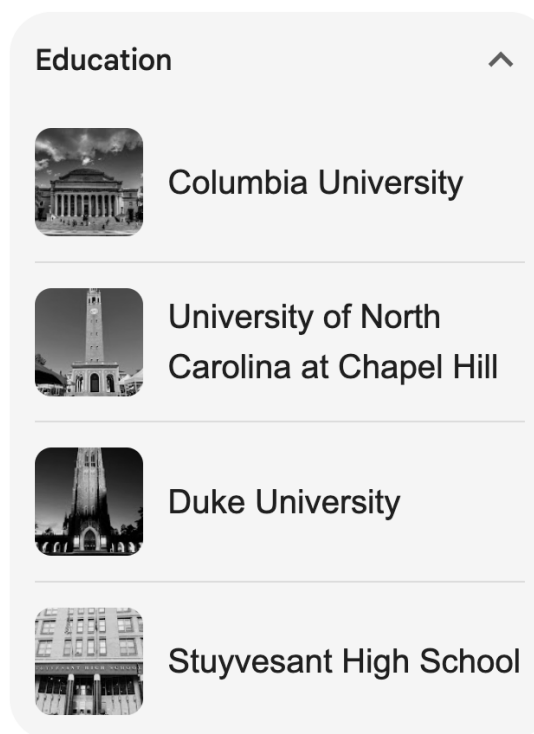 Education
Columbia University
University of North
Carolina at Chapel Hill
Duke University
Stuyvesant High School